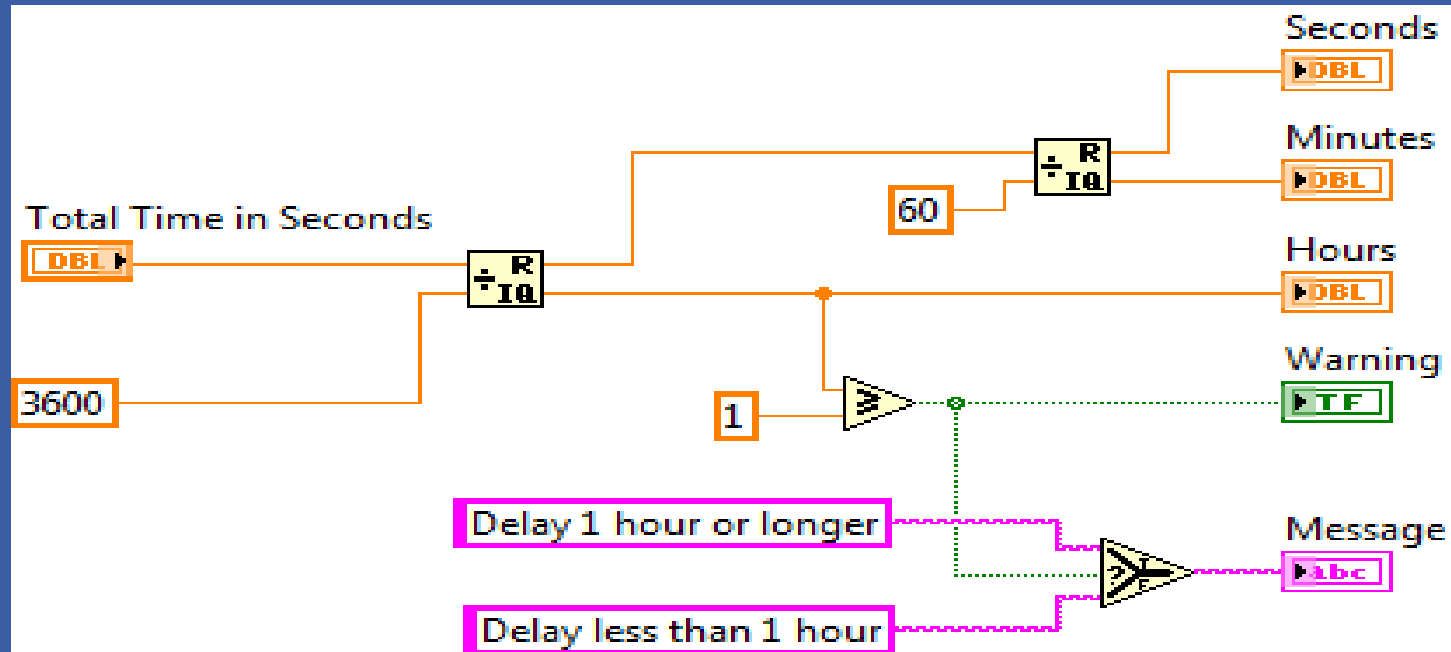 Seconds
DBL
Minutes
DBL
÷ R
IQ
60
Total Time in Seconds
DBL
÷ R
IQ
Hours
DBL
Warning
TF
3600
1
≥
Delay 1 hour or longer
Message
abc
? T
F
Delay less than 1 hour